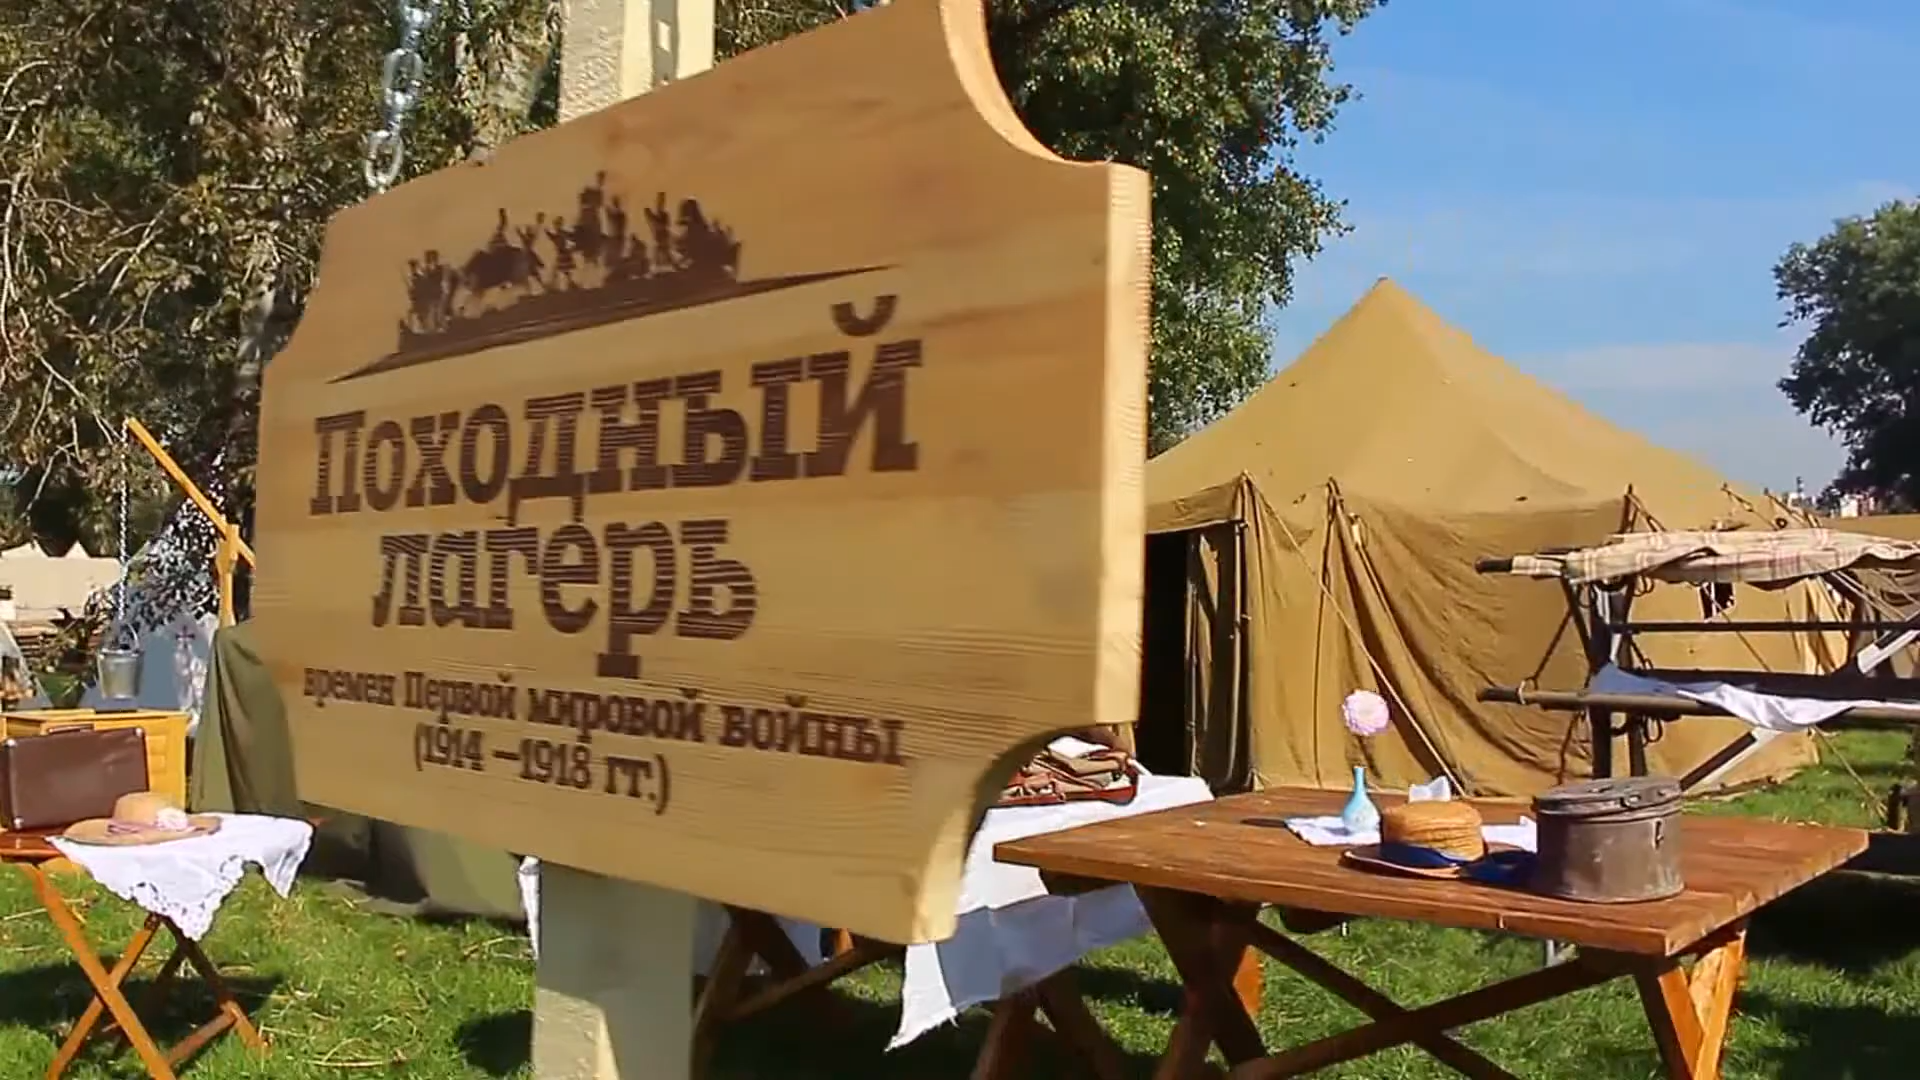 Походный
лагерь
времен Первой мировой войны
(1914 –1918 гг.)